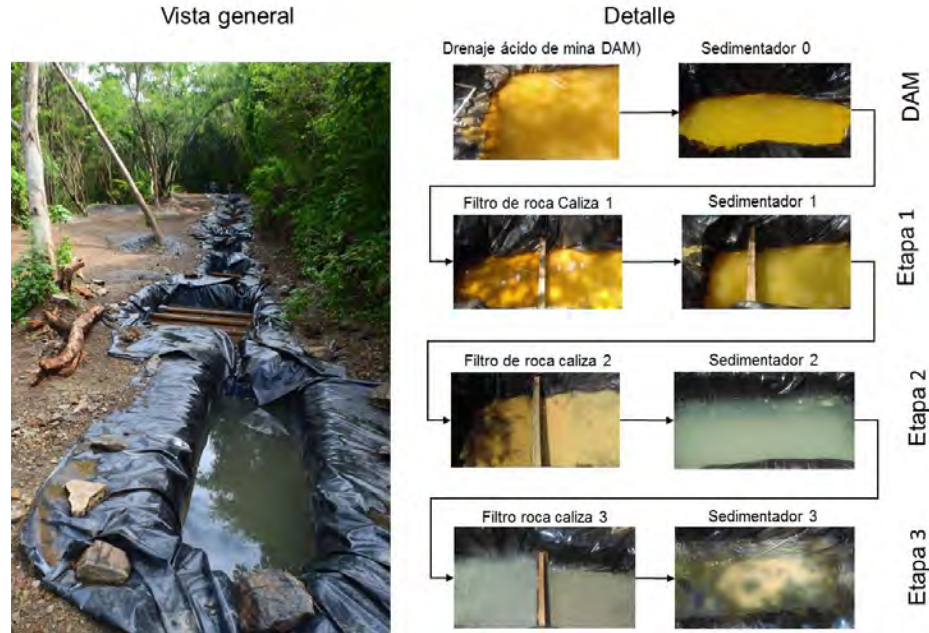 Vista general
Detalle
Drenaje ácido de mina DAM)
Sedimentador 0
DAM
Filtro de roca Caliza 1
Sedimentador 1
Etapa 1
Filtro de roca caliza 2
Sedimentador 2
Etapa 2
Filtro roca caliza 3
Sedimentador 3
Etapa 3